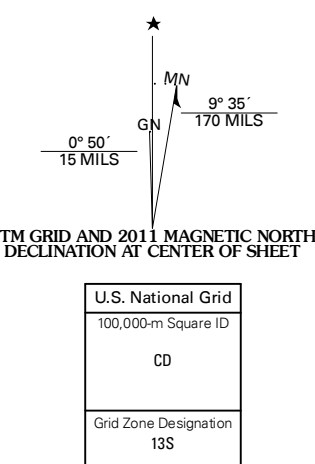 ★
MN
GN
9° 35´
170 MILS
0° 50´
15 MILS
TM GRID AND 2011 MAGNETIC NORTH
DECLINATION AT CENTER OF SHEET
U.S. National Grid
100,000-m Square ID
CD
Grid Zone Designation
13S